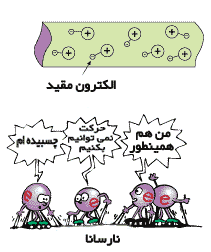 الکترون مقید
من هم
همینطور
حرکت
نمی توانیم
بکنیم
چسبیده ام
e
e
e
e
نارسانا